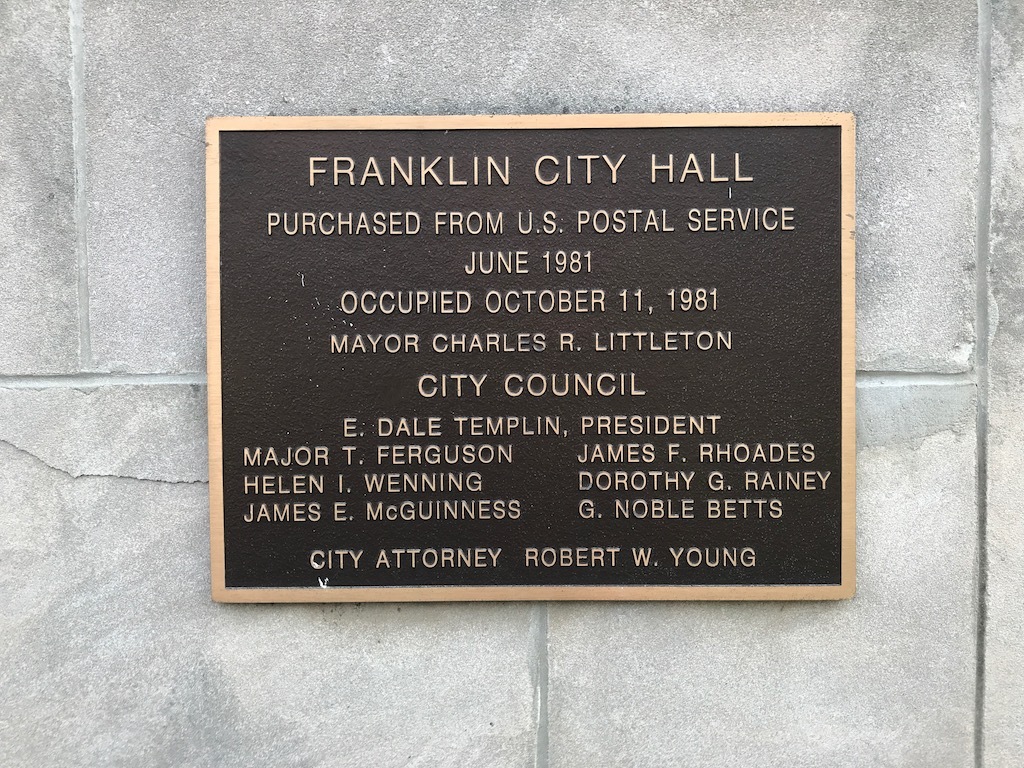 FRANKLIN CITY HALL
PURCHASED FROM U.S. POSTAL SERVICE
JUNE 1981
OCCUPIED OCTOBER 11, 1981
MAYOR CHARLES R. LITTLETON
CITY COUNCIL
E. DALE TEMPLIN, PRESIDENT
MAJOR T. FERGUSON JAMES F. RHOADES
HELEN I. WENNING DOROTHY G. RAINEY
JAMES E. McGUINNESS G. NOBLE BETTS
CITY ATTORNEY ROBERT W. YOUNG